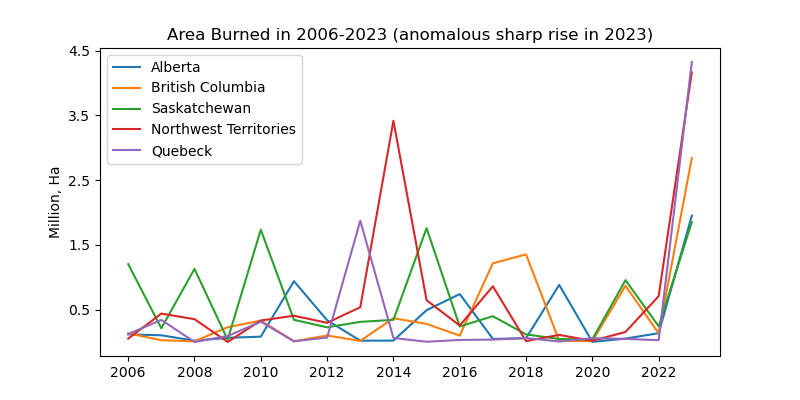 Area Burned in 2006-2023 (anomalous sharp rise in 2023)
4.5
3.5
2.5
1.5
0.5
Million, Ha
Alberta
British Columbia
Saskatchewan
Northwest Territories
Quebeck
2006 2008 2010 2012 2014 2016 2018 2020 2022